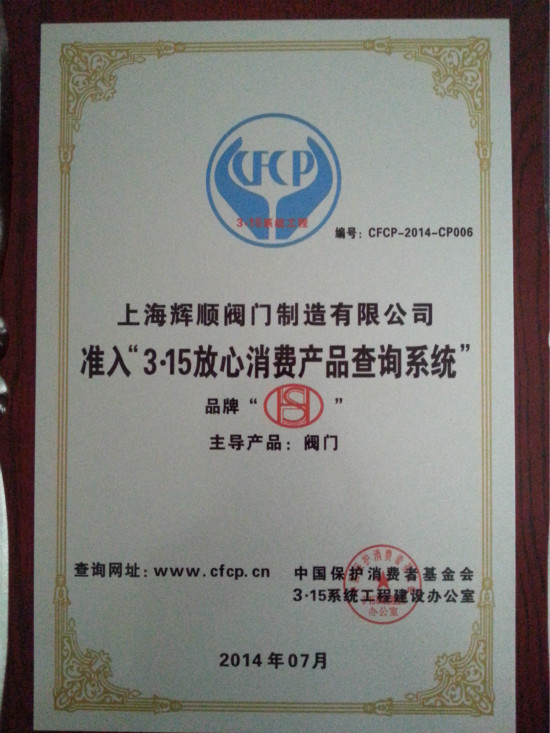 CFCP
3·15系统工程
编号：CFCP-2014-CP006
上海辉顺阀门制造有限公司
准入“3·15放心消费产品查询系统”
品牌“HS”
主导产品：阀门
查询网址：www.cfcp.cn
中国保护消费者基金会
3·15系统工程建设办公室
办公室
2014年07月